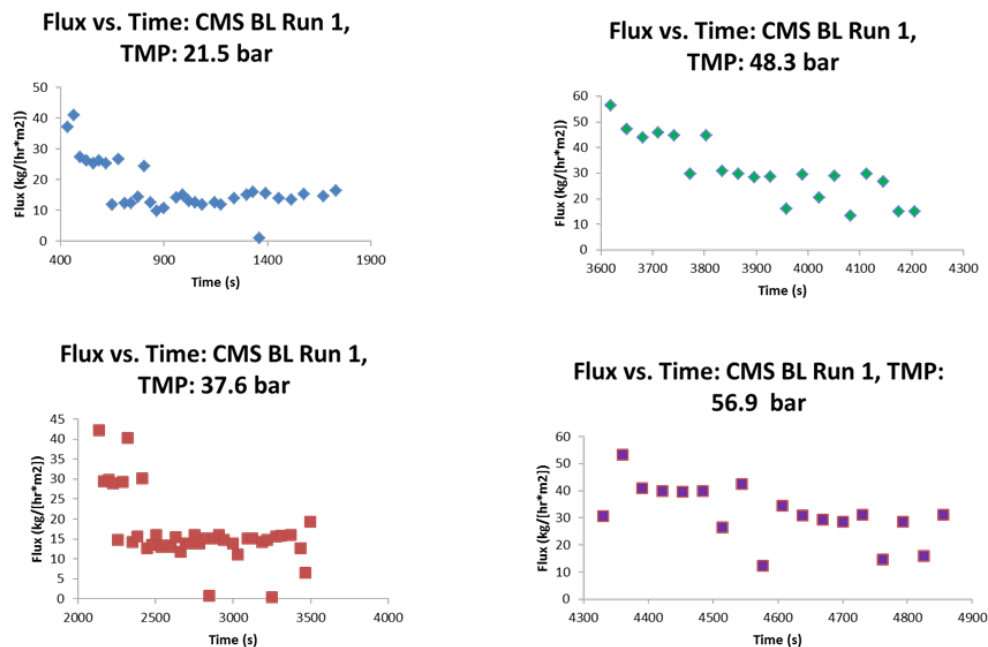 Flux vs. Time: CMS BL Run 1,
TMP: 21.5 bar
Flux (kg/[hr*m2])
50
40
30
20
10
0
400 900 1400 1900
Time (s)
Flux vs. Time: CMS BL Run 1,
TMP: 48.3 bar
Flux (kg/[hr*m2])
60
50
40
30
20
10
0
3600 3700 3800 3900 4000 4100 4200 4300
Time (s)
Flux vs. Time: CMS BL Run 1,
TMP: 37.6 bar
Flux (kg/[hr*m2])
45
40
35
30
25
20
15
10
5
0
2000 2500 3000 3500 4000
Time (s)
Flux vs. Time: CMS BL Run 1, TMP:
56.9 bar
Flux (kg/[hr*m2])
60
50
40
30
20
10
0
4300 4400 4500 4600 4700 4800 4900
Time (s)